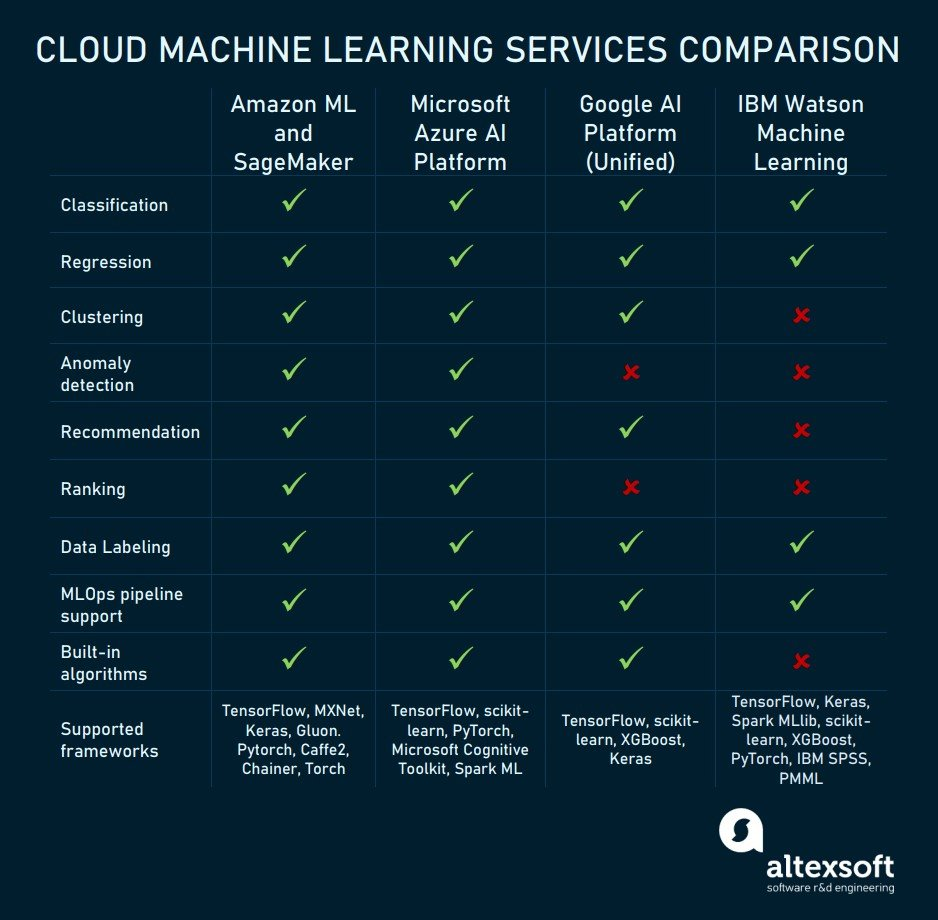 CLOUD MACHINE LEARNING SERVICES COMPARISON
Amazon ML
and
SageMaker
Microsoft
Azure AI
Platform
Google AI
Platform
(Unified)
IBM Watson
Machine
Learning
Classification
Regression
Clustering
Anomaly
detection
Recommendation
Ranking
Data Labeling
MLOps pipeline
support
Built-in
algorithms
Supported
frameworks
TensorFlow, MXNet,
Keras, Gluon.
Pytorch, Caffe2,
Chainer, Torch
TensorFlow, scikit-
learn, PyTorch,
Microsoft Cognitive
Toolkit, Spark ML
TensorFlow, scikit-
learn, XGBoost,
Keras
TensorFlow, Keras,
Spark MLlib, scikit-
learn, XGBoost,
PyTorch, IBM SPSS,
PMML
altexsoft
software r&d engineering